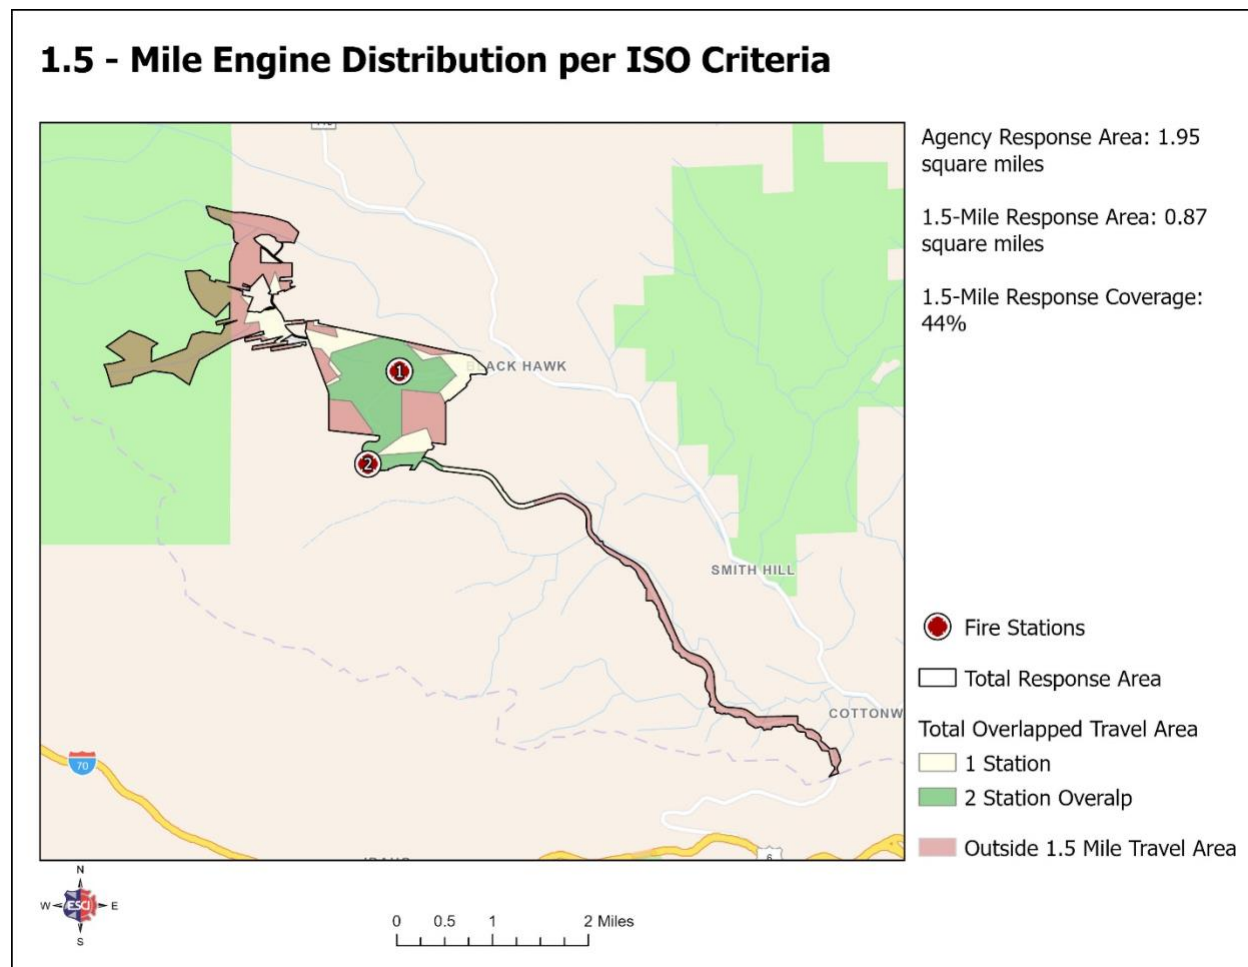 1.5 - Mile Engine Distribution per ISO Criteria
Agency Response Area: 1.95
square miles
1.5-Mile Response Area: 0.87
square miles
1.5-Mile Response Coverage:
44%
1
BLACK HAWK
2
SMITH HILL
COTTONW
70
6
Fire Stations
Total Response Area
Total Overlapped Travel Area
1 Station
2 Station Overalp
Outside 1.5 Mile Travel Area
N
W
ESCI
E
S
0 0.5 1 2 Miles